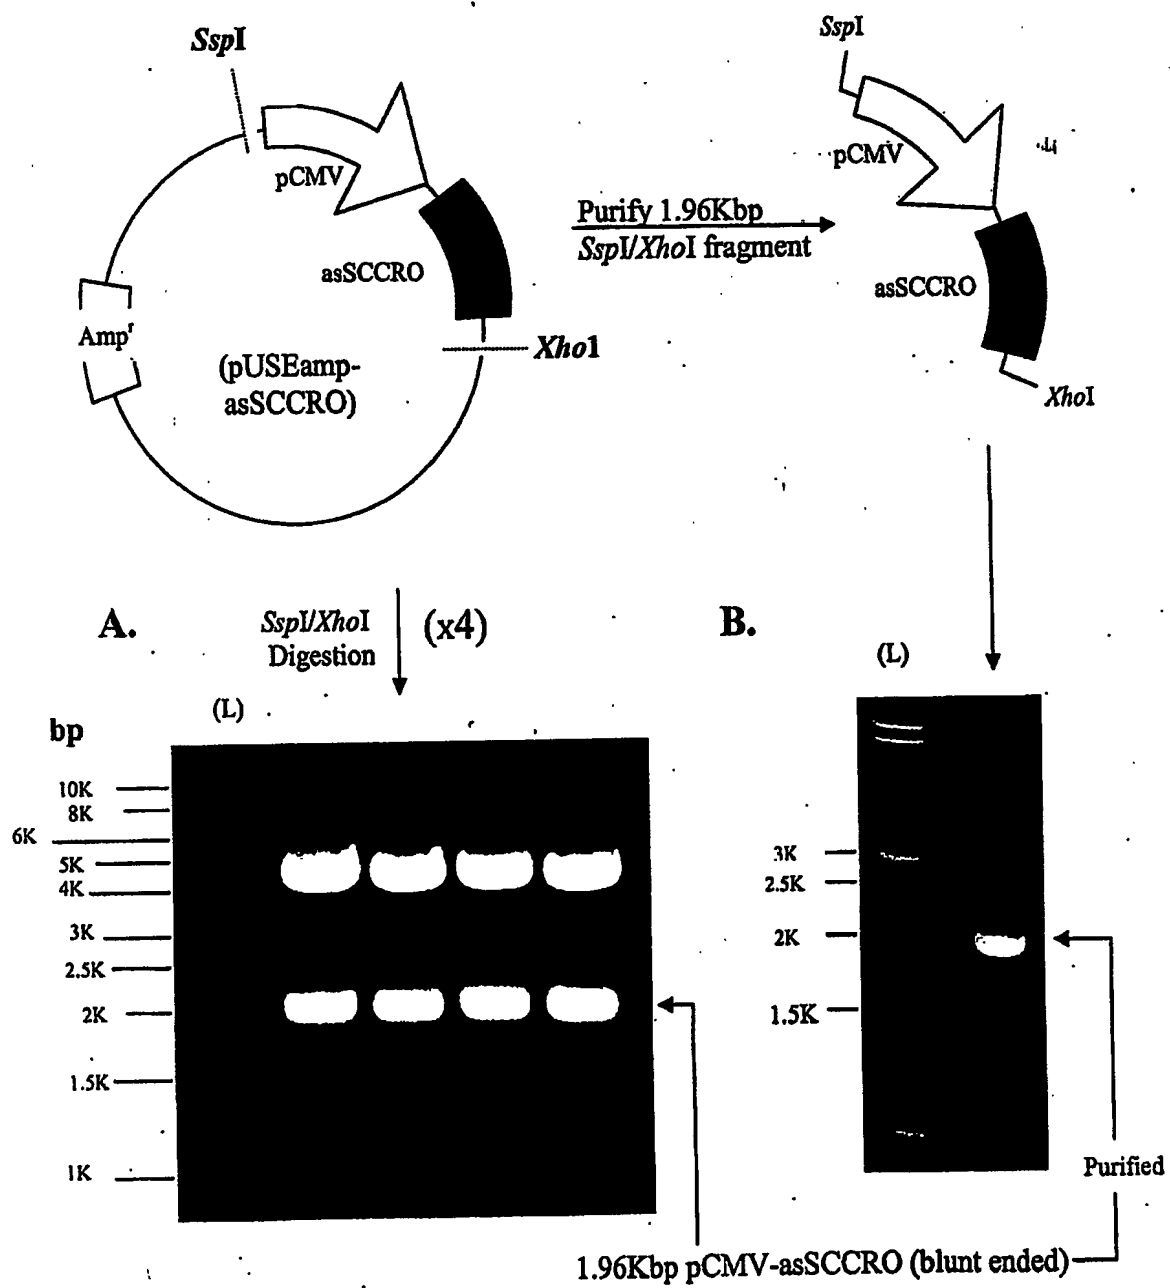 SspI
pCMV
asSCCRO
Ampʳ
(pUSEamp-
asSCCRO)
Xho1
Purify 1.96Kbp
SspI/XhoI fragment
SspI
pCMV
asSCCRO
XhoI
A.
SspI/XhoI
Digestion
(x4)
(L)
bp
10K
8K
6K
5K
4K
3K
2.5K
2K
1.5K
1K
B.
(L)
3K
2.5K
2K
1.5K
Purified
1.96Kbp pCMV-asSCCRO (blunt ended)